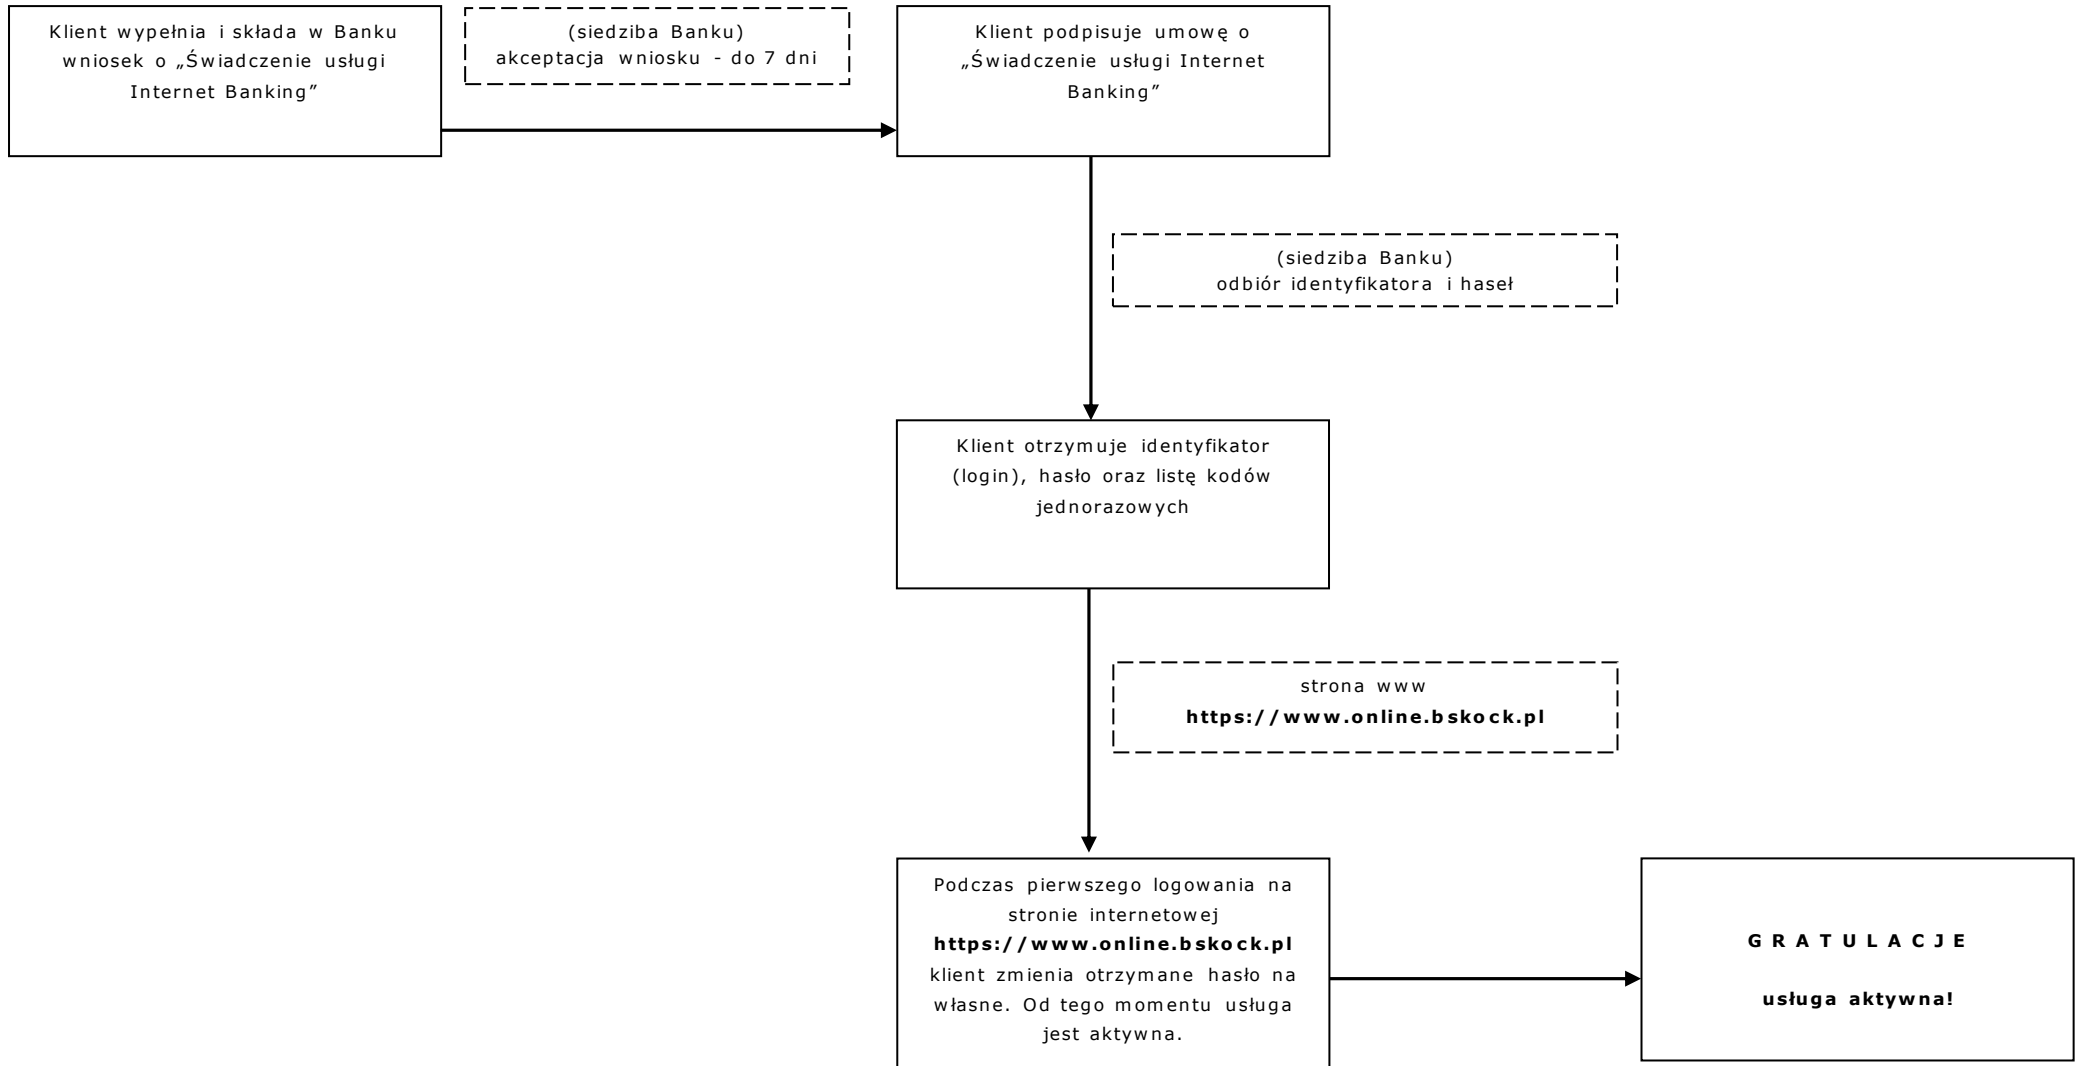 Klient wypełnia i składa w Banku
wniosek o „Świadczenie usługi
Internet Banking”
(siedziba Banku)
akceptacja wniosku - do 7 dni
Klient podpisuje umowę o
„Świadczenie usługi Internet
Banking”
(siedziba Banku)
odbiór identyfikatora i haseł
Klient otrzymuje identyfikator
(login), hasło oraz listę kodów
jednorazowych
strona www
https://www.online.bskock.pl
Podczas pierwszego logowania na
stronie internetowej
https://www.online.bskock.pl
klient zmienia otrzymane hasło na
własne. Od tego momentu usługa
jest aktywna.
G R A T U L A C J E
usługa aktywna!